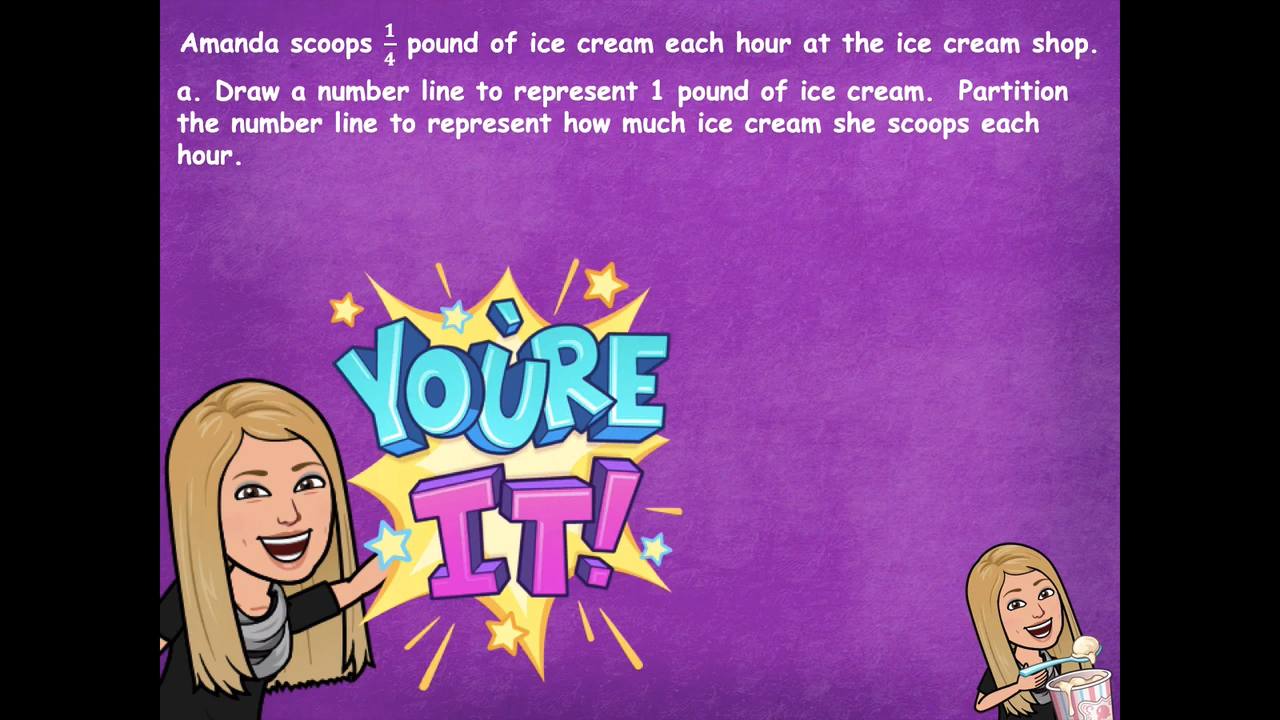 Amanda scoops 1/4 pound of ice cream each hour at the ice cream shop.
a. Draw a number line to represent 1 pound of ice cream. Partition
the number line to represent how much ice cream she scoops each
hour.
YOU'RE
IT!